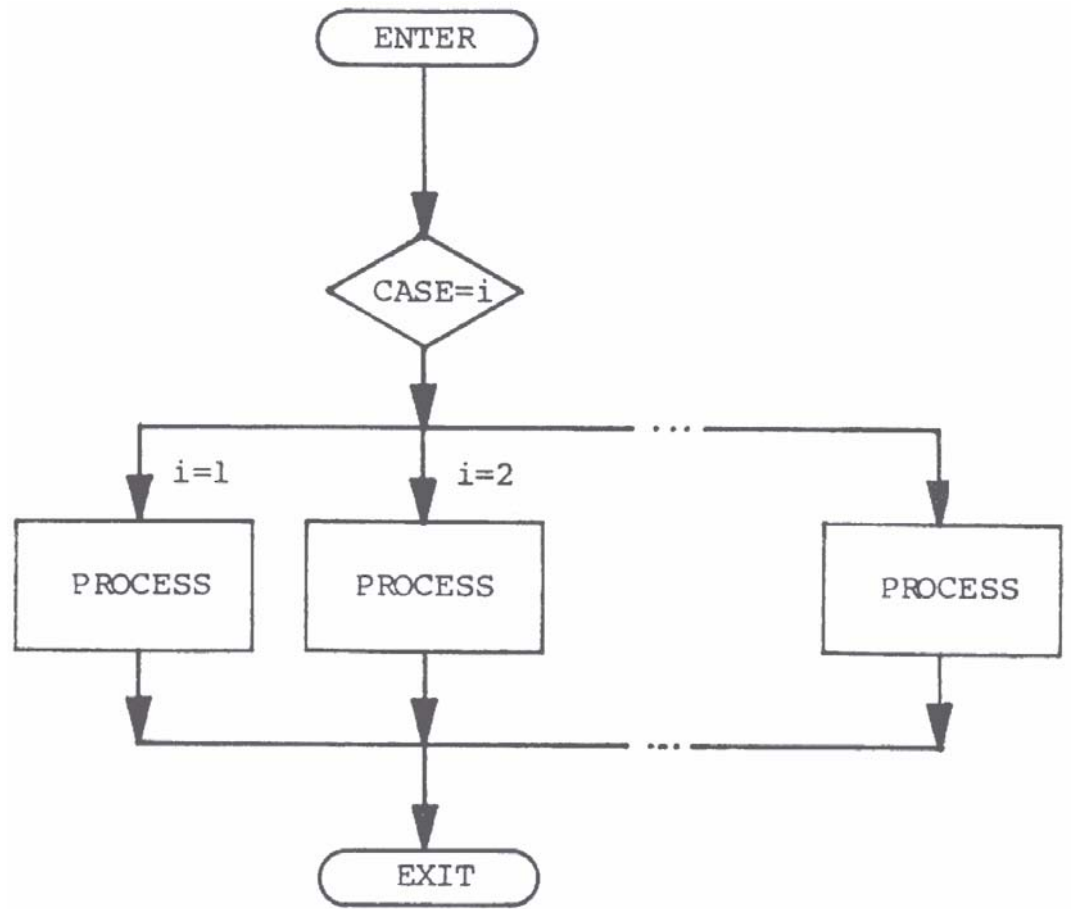 ENTER
CASE=i
...
i=1
i=2
PROCESS
PROCESS
PROCESS
...
EXIT